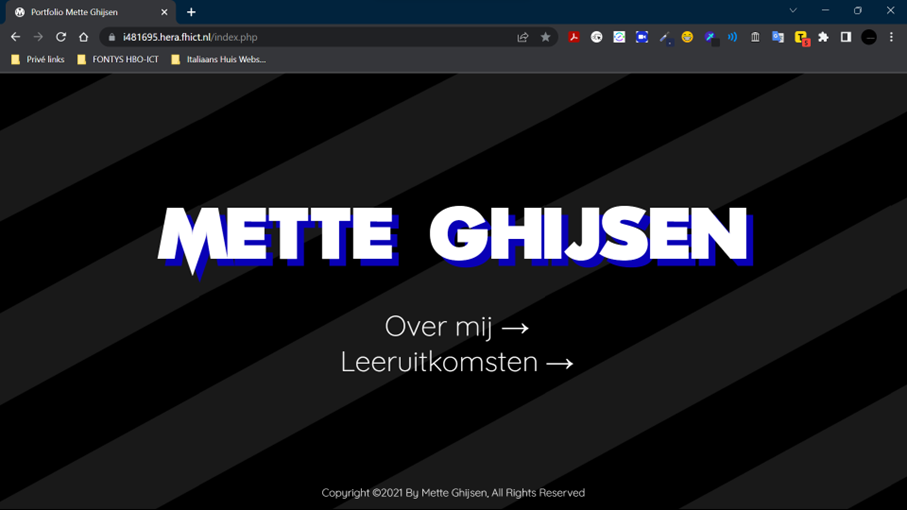 Portfolio Mette Ghijsen
i481695.hera.fhict.nl/index.php
Privé links
FONTYS HBO-ICT
Italiaans Huis Webs...
METTE GHIJSEN
Over mij →
Leeruitkomsten →
Copyright ©2021 By Mette Ghijsen, All Rights Reserved